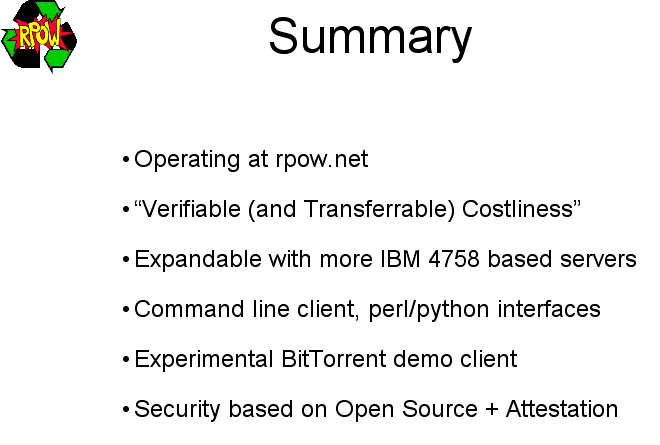 RPOW
Summary
•Operating at rpow.net
•“Verifiable (and Transferrable) Costliness”
•Expandable with more IBM 4758 based servers
•Command line client, perl/python interfaces
•Experimental BitTorrent demo client
•Security based on Open Source + Attestation